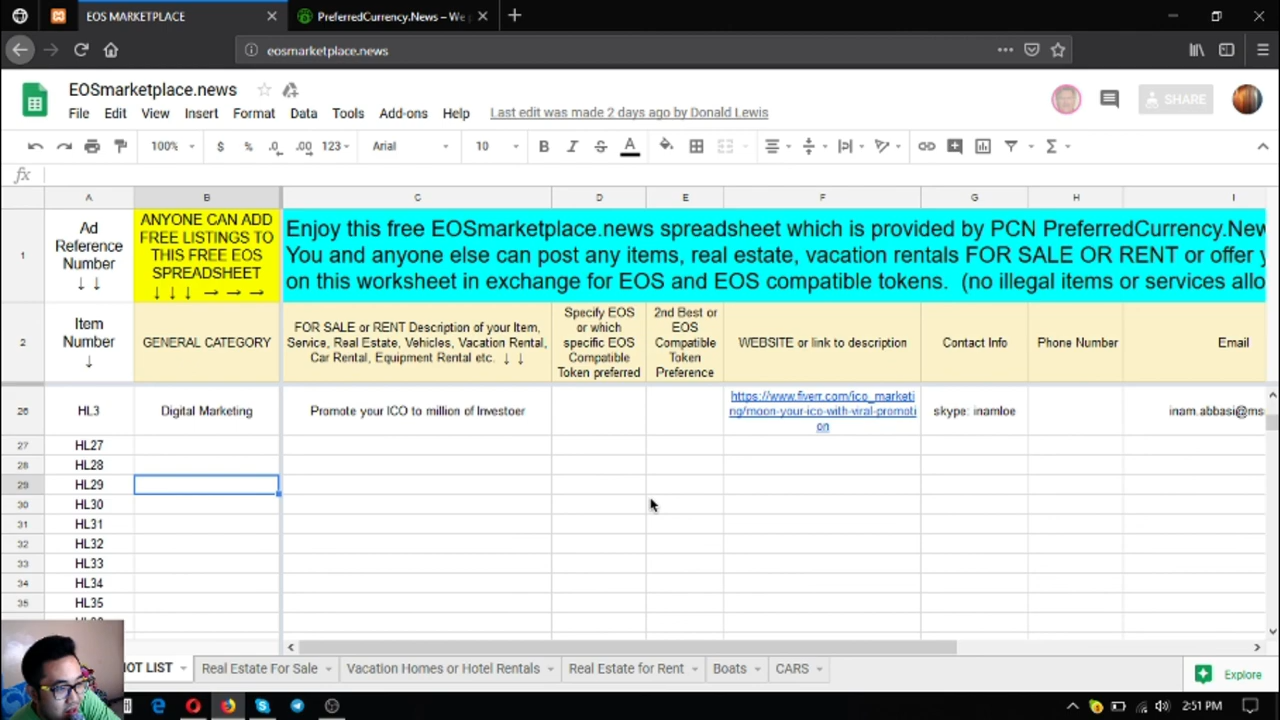 EOS MARKETPLACE
PreferredCurrency.News – We
eosmarketplace.news
EOSmarketplace.news
File Edit View Insert Format Data Tools Add-ons Help Last edit was made 2 days ago by Donald Lewis
SHARE
100% $ % .0 .00 123 Arial 10 B I S A
fx
A B C D E F G H I
1
Ad
Reference
Number
↓ ↓
ANYONE CAN ADD
FREE LISTINGS TO
THIS FREE EOS
SPREADSHEET
↓ ↓ ↓ → → →
Enjoy this free EOSmarketplace.news spreadsheet which is provided by PCN PreferredCurrency.New
You and anyone else can post any items, real estate, vacation rentals FOR SALE OR RENT or offer y
on this worksheet in exchange for EOS and EOS compatible tokens. (no illegal items or services allo
2
Item
Number
↓
GENERAL CATEGORY
FOR SALE or RENT Description of your Item,
Service, Real Estate, Vehicles, Vacation Rental,
Car Rental, Equipment Rental etc. ↓ ↓
Specify EOS
or which
specific EOS
Compatible
Token preferred
2nd Best or
EOS
Compatible
Token
Preference
WEBSITE or link to description
Contact Info
Phone Number
Email
26
HL3
Digital Marketing
Promote your ICO to million of Investoer
https://www.fiverr.com/ico_marketi
ng/moon-your-ico-with-viral-promoti
on
skype: inamloe
inam.abbasi@ms
27 HL27
28 HL28
29 HL29
30 HL30
31 HL31
32 HL32
33 HL33
34 HL34
35 HL35
HOT LIST Real Estate For Sale Vacation Homes or Hotel Rentals Real Estate for Rent Boats CARS
Explore
2:51 PM